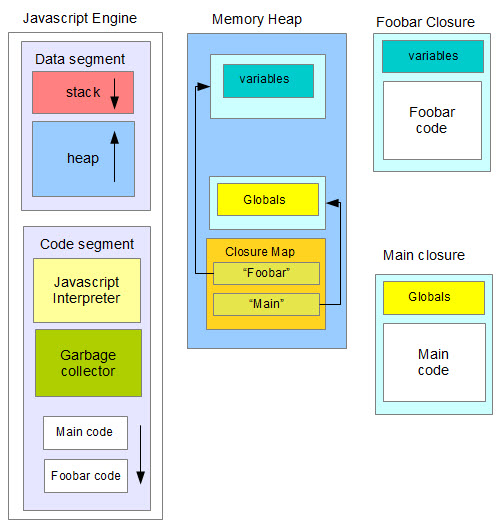 Javascript Engine
Data segment
stack
heap
Code segment
Javascript
Interpreter
Garbage
collector
Main code
Foobar code
Memory Heap
variables
Globals
Closure Map
“Foobar”
“Main”
Foobar Closure
variables
Foobar
code
Main closure
Globals
Main
code